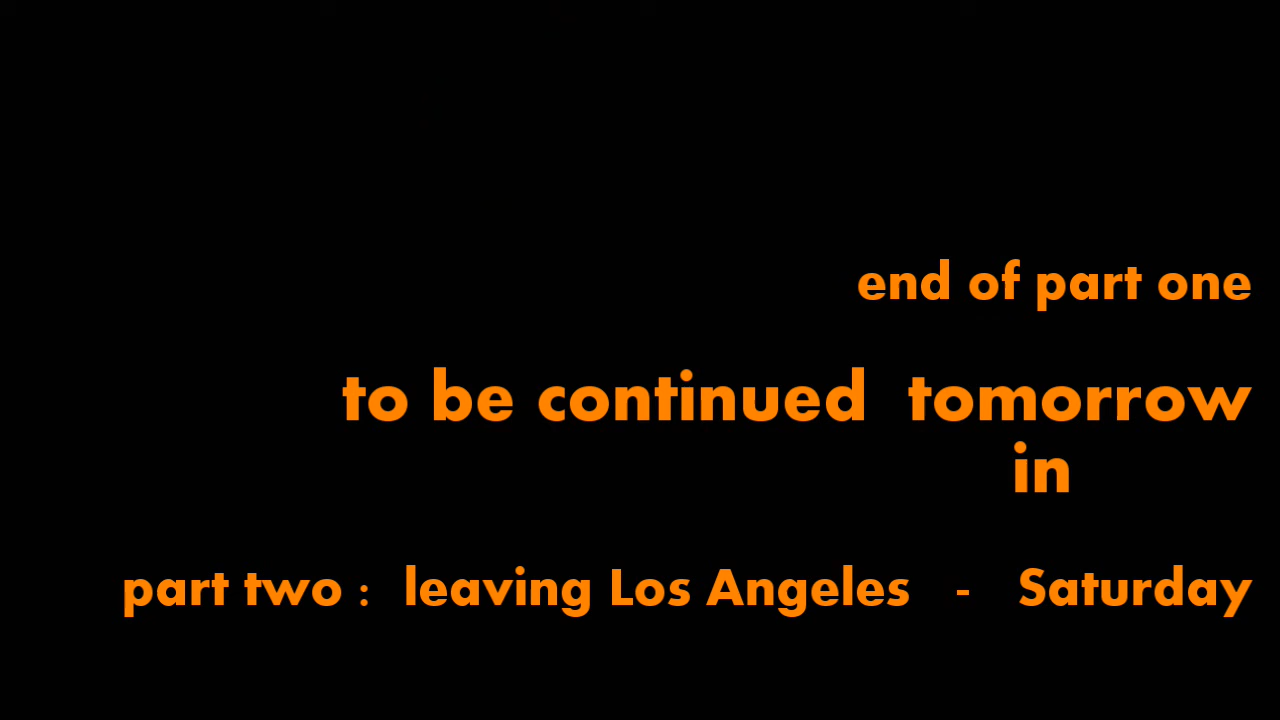 end of part one
to be continued  tomorrow
in
part two :  leaving Los Angeles   -   Saturday